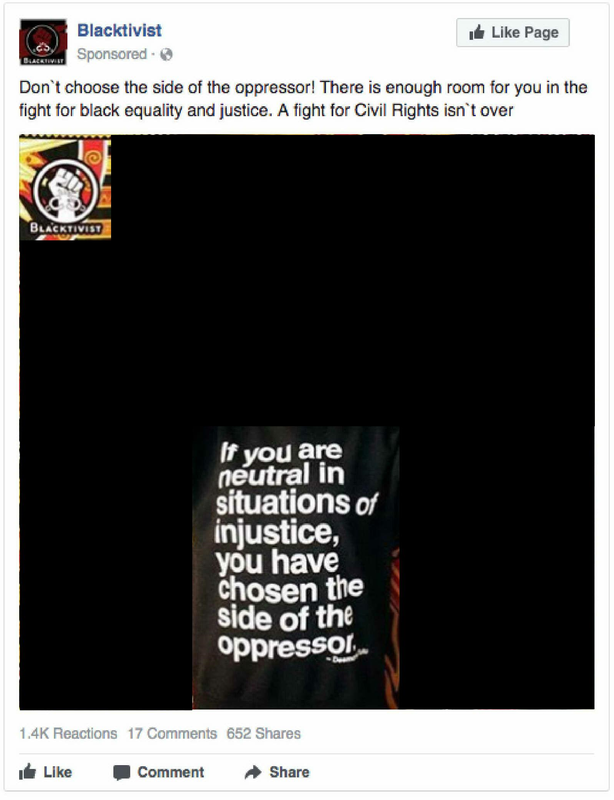 BLACKTIVIST
Blacktivist
Sponsored ·
Like Page
Don`t choose the side of the oppressor! There is enough room for you in the
fight for black equality and justice. A fight for Civil Rights isn`t over
BLACKTIVIST
If you are
neutral in
situations of
injustice,
you have
chosen the
side of the
oppressor.
1.4K Reactions 17 Comments 652 Shares
Like Comment Share